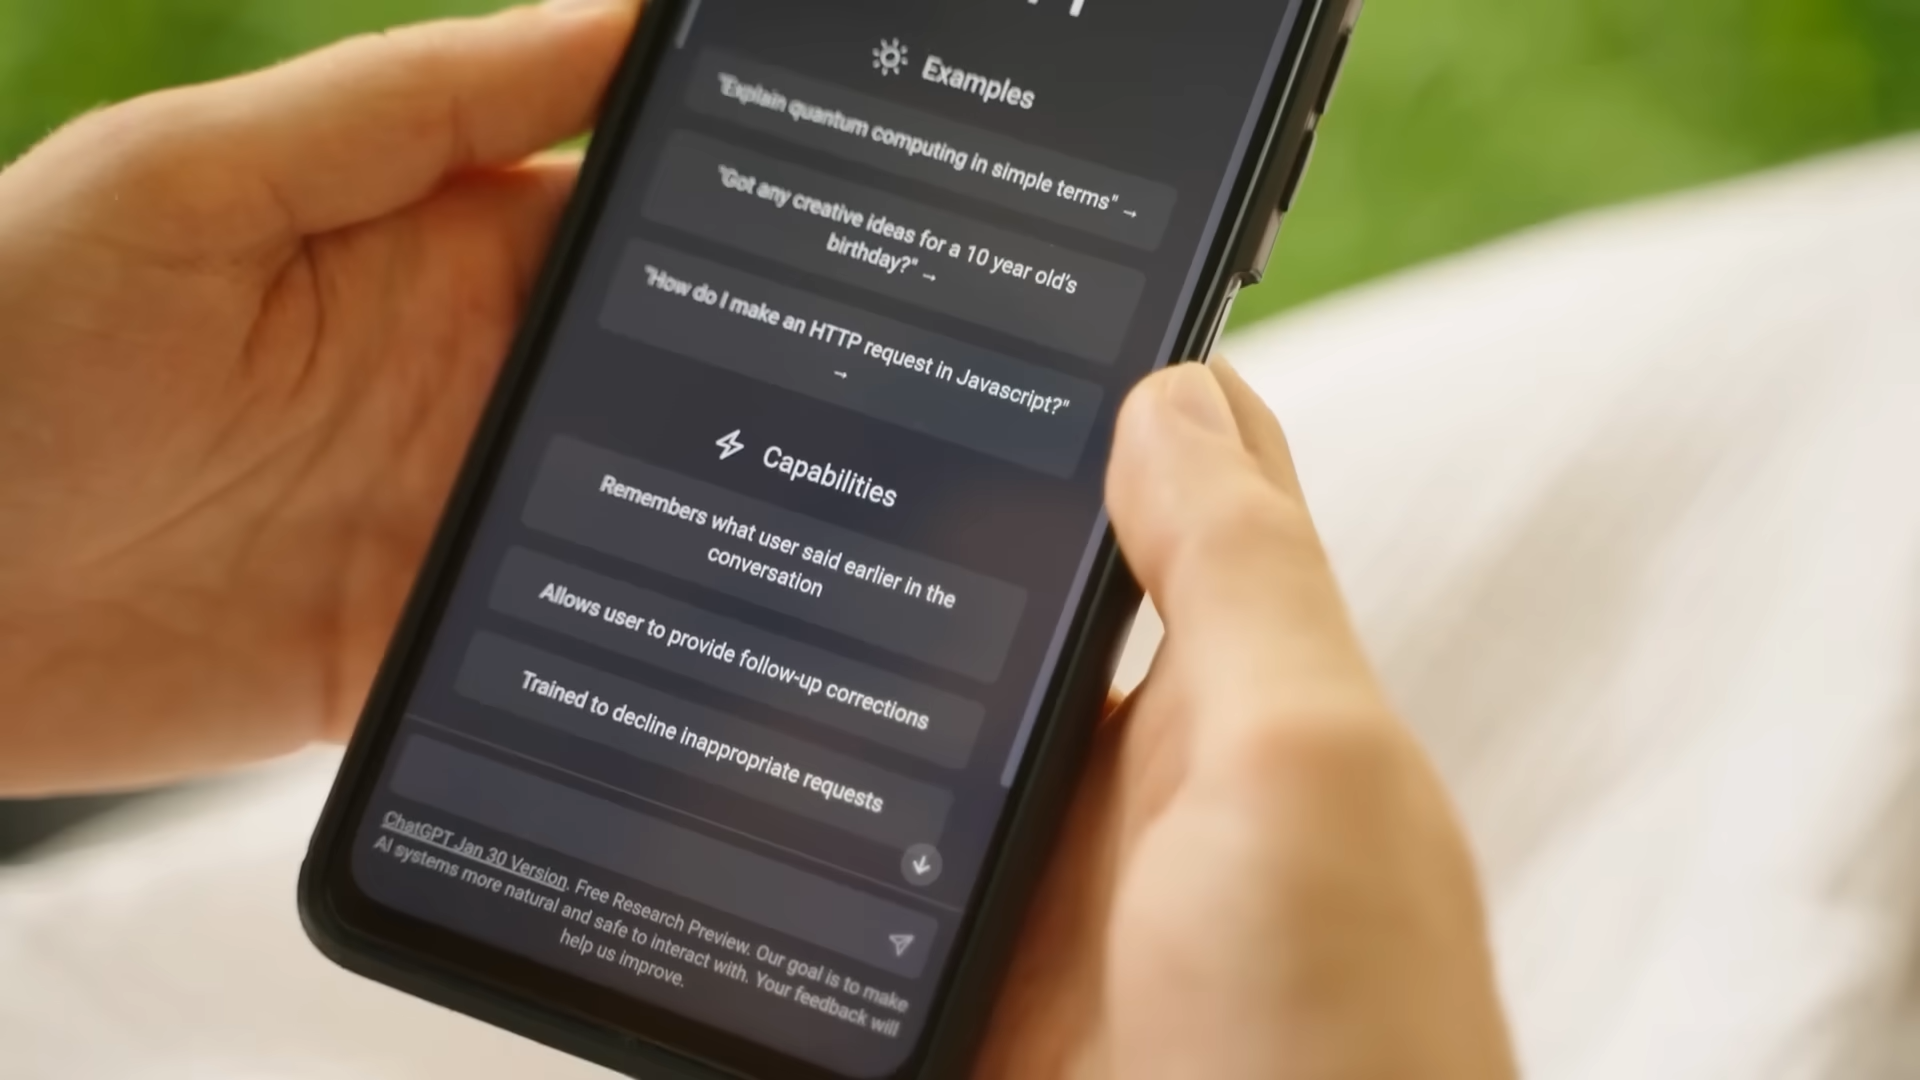 Examples
"Explain quantum computing in simple terms" →
"Got any creative ideas for a 10 year old's
birthday?" →
"How do I make an HTTP request in Javascript?"
→
Capabilities
Remembers what user said earlier in the
conversation
Allows user to provide follow-up corrections
Trained to decline inappropriate requests
ChatGPT Jan 30 Version. Free Research Preview. Our goal is to make
AI systems more natural and safe to interact with. Your feedback will
help us improve.